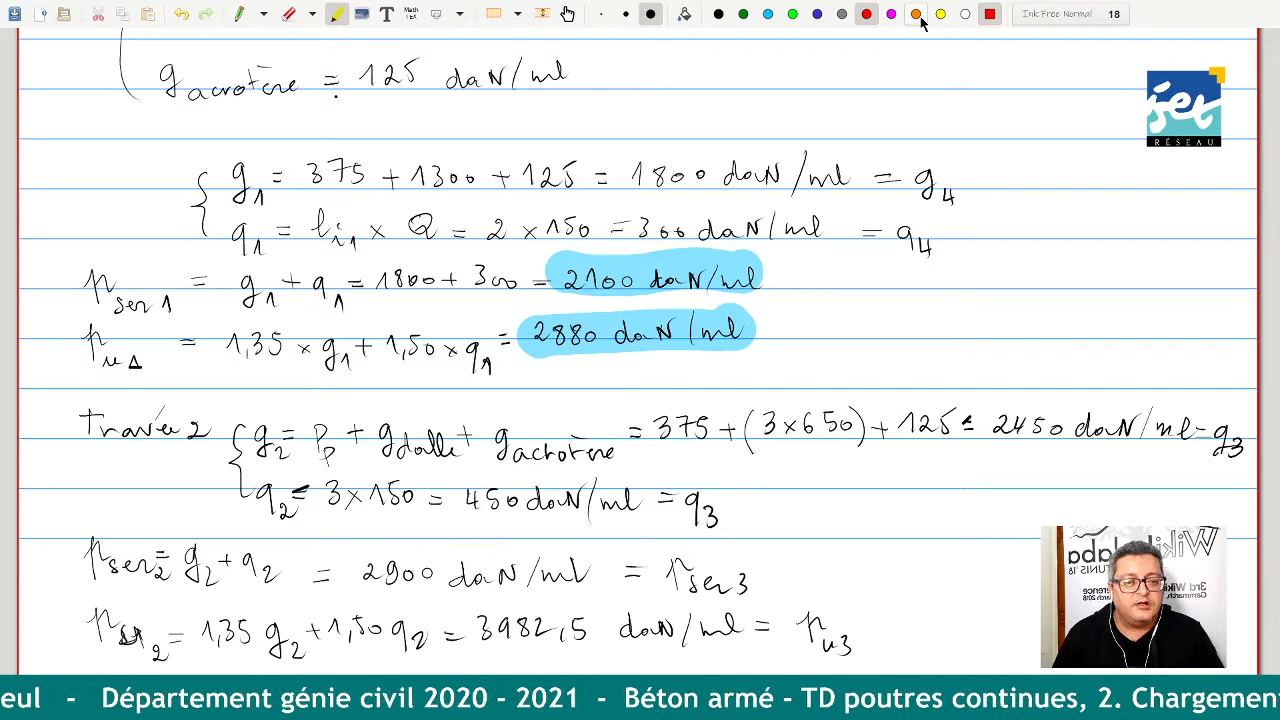 Ink Free Normal 18
g acrotère = 125 daN/ml
g1 = 375 + 1300 + 125 = 1800 daN/ml = g4
q1 = li1 × Q = 2 × 150 = 300 daN/ml = q4
pser1 = g1 + q1 = 1800 + 300 = 2100 daN/ml
pu1 = 1,35 × g1 + 1,50 × q1 = 2880 daN/ml
Travée 2 g2 = pp + gdalle + gacrotère = 375 + (3×650) + 125 = 2450 daN/ml = g3
q2 = 3×150 = 450 daN/ml = q3
pser2 = g2 + q2 = 2900 daN/ml = pser3
pu2 = 1,35 g2 + 1,50 q2 = 3982,5 daN/ml = pu3
iset
RÉSEAU
3rd Wiki
seul - Département génie civil 2020 - 2021 - Béton armé - TD poutres continues, 2. Chargement